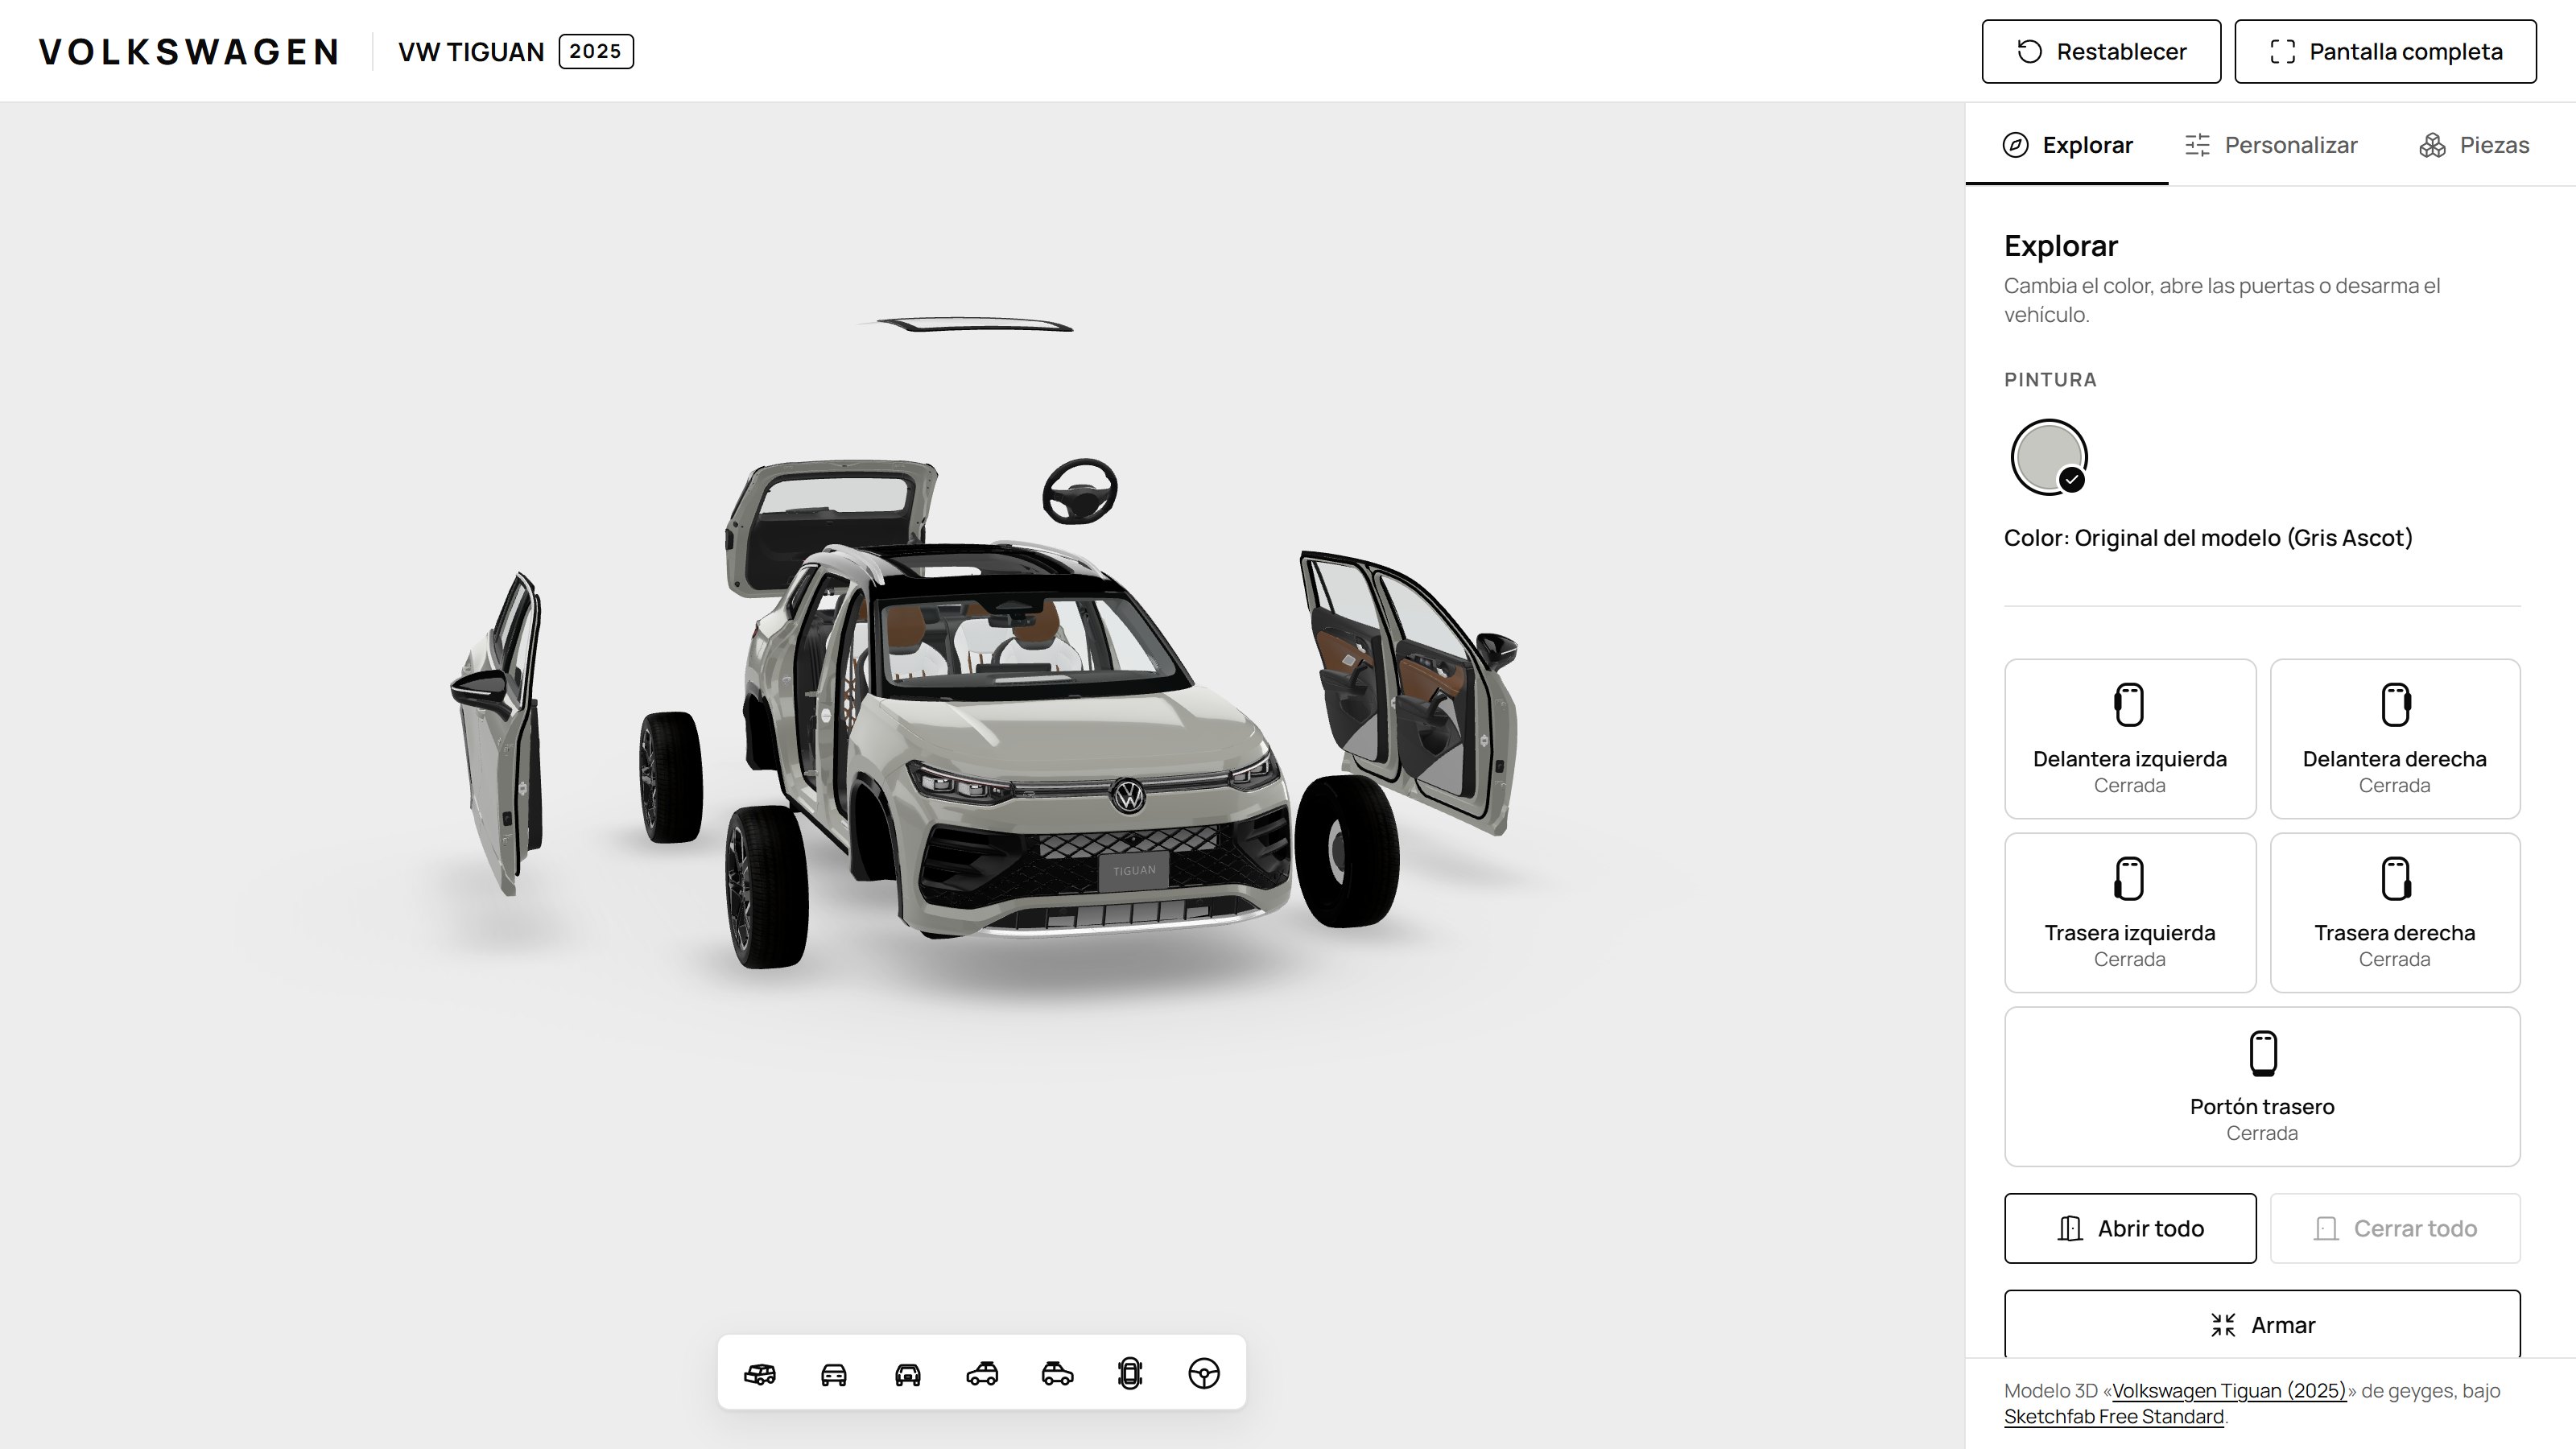 VOLKSWAGEN
VW TIGUAN
2025
Restablecer
Pantalla completa
Explorar
Personalizar
Piezas
Explorar
Cambia el color, abre las puertas o desarma el
vehículo.
PINTURA
Color: Original del modelo (Gris Ascot)
Delantera izquierda
Cerrada
Delantera derecha
Cerrada
Trasera izquierda
Cerrada
Trasera derecha
Cerrada
Portón trasero
Cerrada
Abrir todo
Cerrar todo
Armar
Modelo 3D «Volkswagen Tiguan (2025)» de geyges, bajo
Sketchfab Free Standard.
TIGUAN